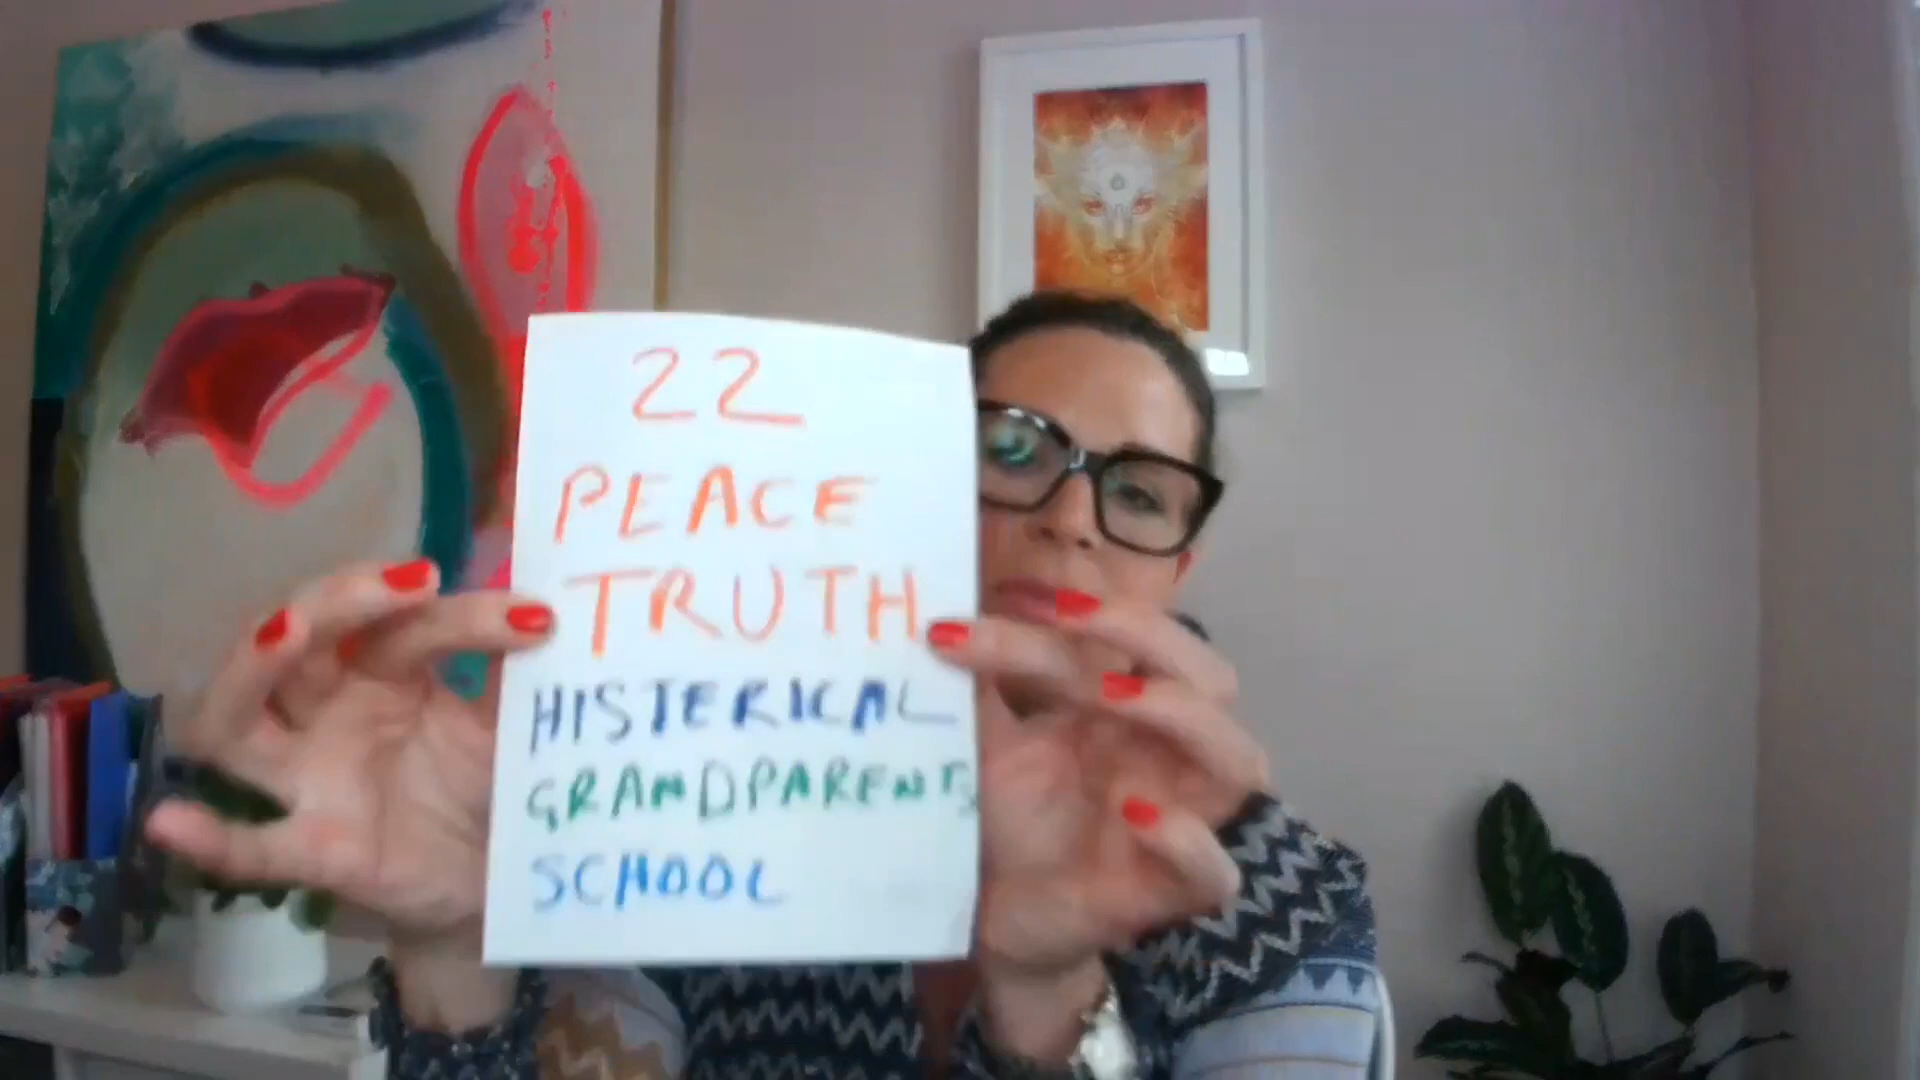 22
PEACE
TRUTH
HISTERICAL
GRANDPARENTS
SCHOOL